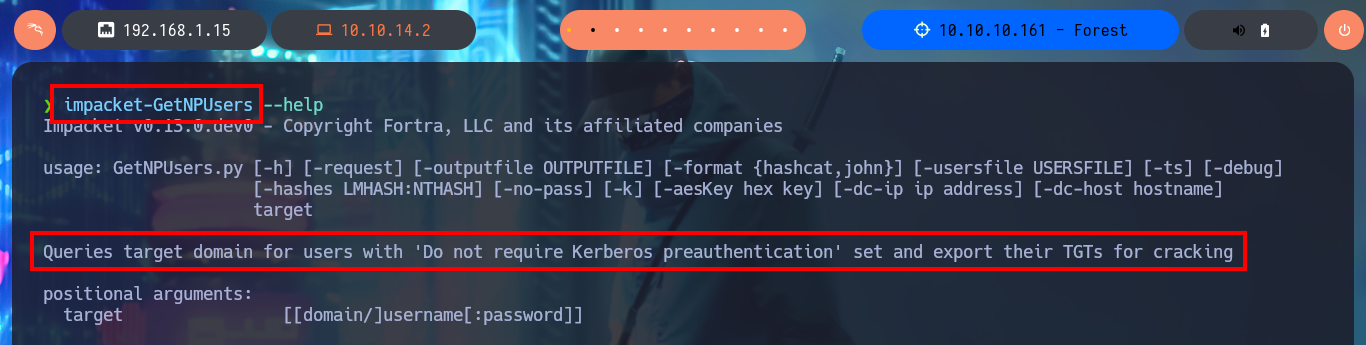 192.168.1.15
10.10.14.2
10.10.10.161 - Forest
❯ impacket-GetNPUsers --help
Impacket v0.13.0.dev0 - Copyright Fortra, LLC and its affiliated companies
usage: GetNPUsers.py [-h] [-request] [-outputfile OUTPUTFILE] [-format {hashcat,john}] [-usersfile USERSFILE] [-ts] [-debug]
[-hashes LMHASH:NTHASH] [-no-pass] [-k] [-aesKey hex key] [-dc-ip ip address] [-dc-host hostname]
target
Queries target domain for users with 'Do not require Kerberos preauthentication' set and export their TGTs for cracking
positional arguments:
target [[domain/]username[:password]]